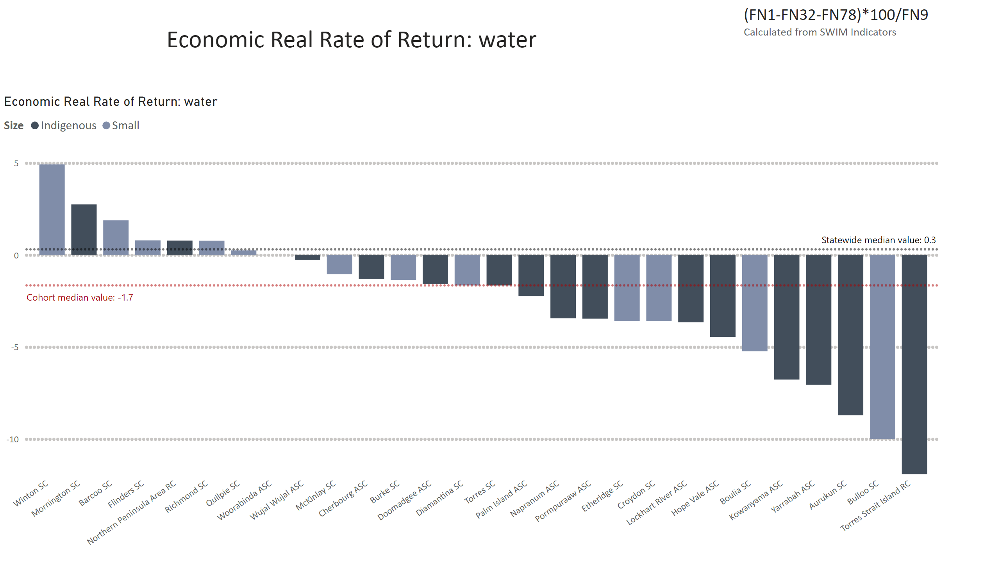 (FN1-FN32-FN78)*100/FN9
Calculated from SWIM Indicators
Economic Real Rate of Return: water
Economic Real Rate of Return: water
Size Indigenous Small
5
Statewide median value: 0.3
0
Cohort median value: -1.7
-5
-10
Winton SC
Mornington SC
Barcoo SC
Flinders SC
Northern Peninsula Area RC
Richmond SC
Quilpie SC
Woorabinda ASC
Wujal Wujal ASC
McKinlay SC
Cherbourg ASC
Burke SC
Doomadgee ASC
Diamantina SC
Torres SC
Palm Island ASC
Napranum ASC
Pormpuraaw ASC
Etheridge SC
Croydon SC
Lockhart River ASC
Hope Vale ASC
Boulia SC
Kowanyama ASC
Yarrabah ASC
Aurukun SC
Bulloo SC
Torres Strait Island RC